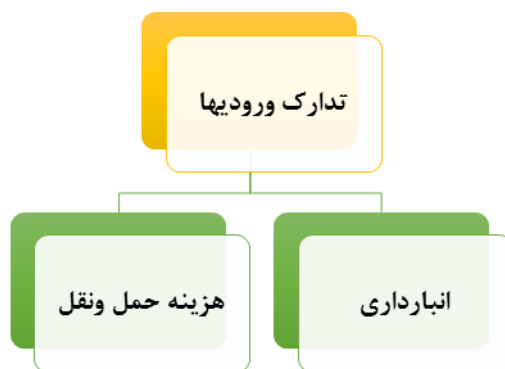 تدارک ورودیها
انبارداری
هزینه حمل ونقل